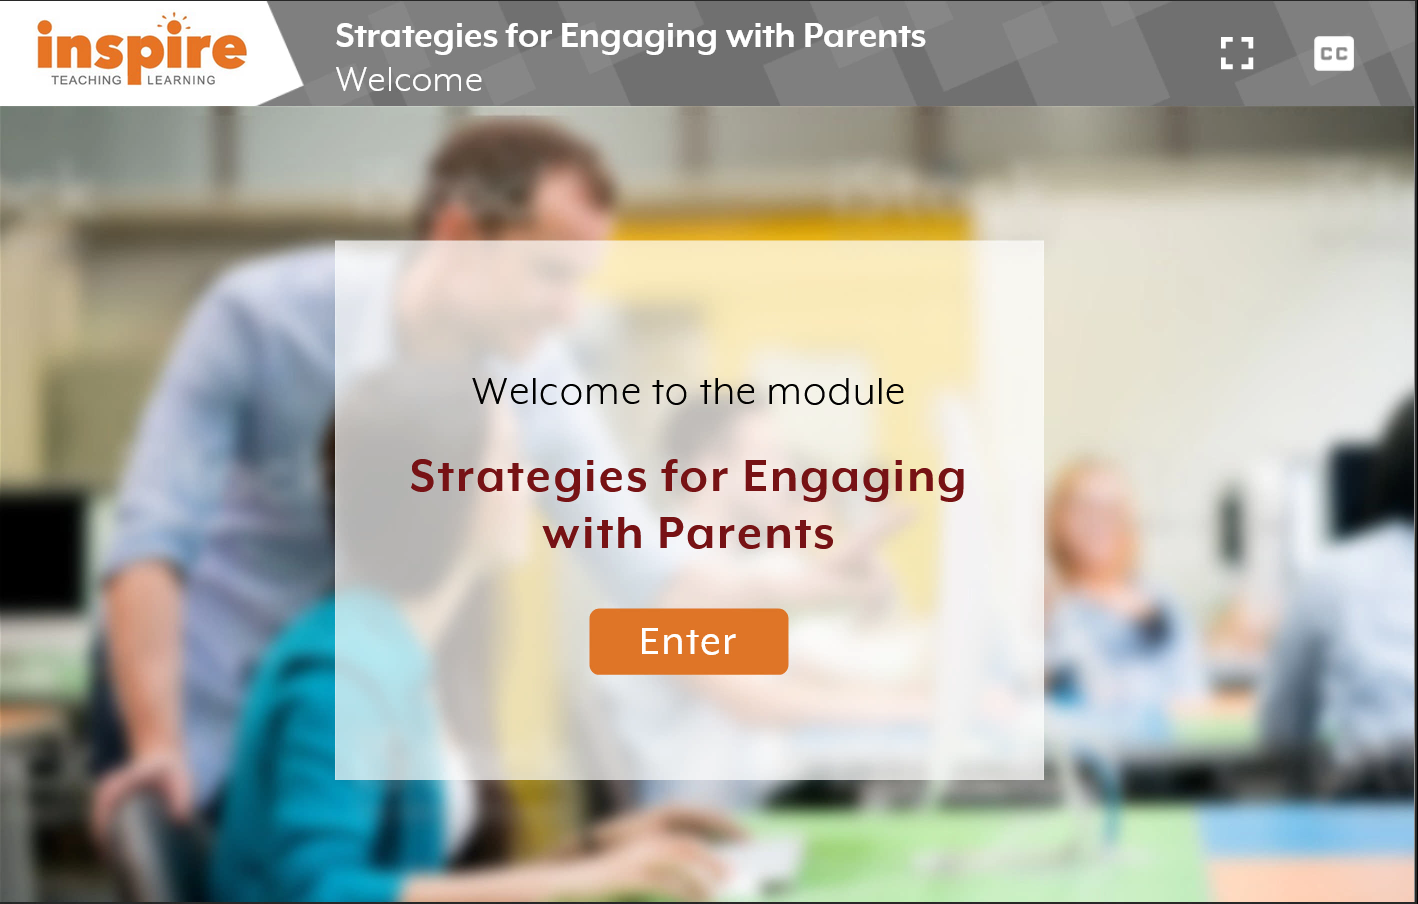 inspire
TEACHING LEARNING
Strategies for Engaging with Parents
Welcome
CC
Welcome to the module
Strategies for Engaging
with Parents
Enter